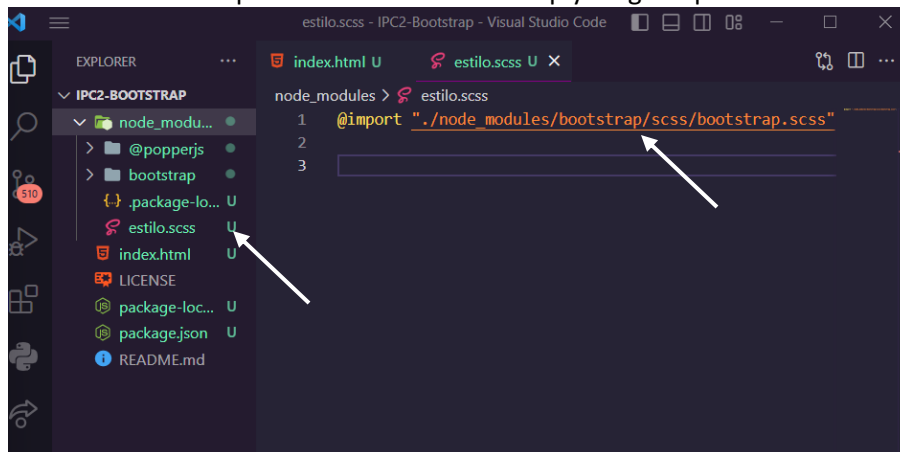 estilo.scss - IPC2-Bootstrap - Visual Studio Code
EXPLORER
index.html U
estilo.scss U
IPC2-BOOTSTRAP
node_modules > estilo.scss
node_modu...
1 @import "./node_modules/bootstrap/scss/bootstrap.scss"
@popperjs
2
bootstrap
3
{..} .package-lo... U
510
estilo.scss U
index.html U
LICENSE
package-loc... U
package.json U
README.md